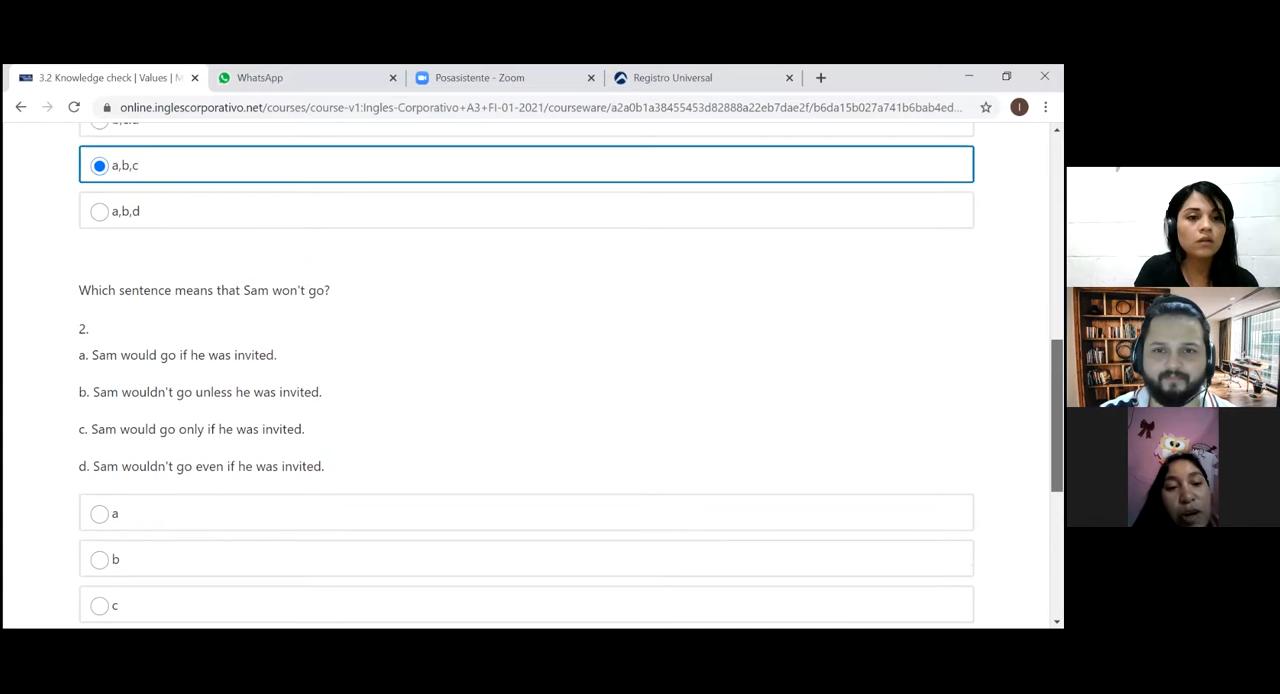 3.2 Knowledge check | Values | M
WhatsApp
Posasistente - Zoom
Registro Universal
online.inglescorporativo.net/courses/course-v1:Ingles-Corporativo+A3+FI-01-2021/courseware/a2a0b1a38455453d82888a22eb7dae2f/b6da15b027a741b6bab4ed...
I
a,b,c
a,b,d
Which sentence means that Sam won't go?
2.
a. Sam would go if he was invited.
b. Sam wouldn't go unless he was invited.
c. Sam would go only if he was invited.
d. Sam wouldn't go even if he was invited.
a
b
c